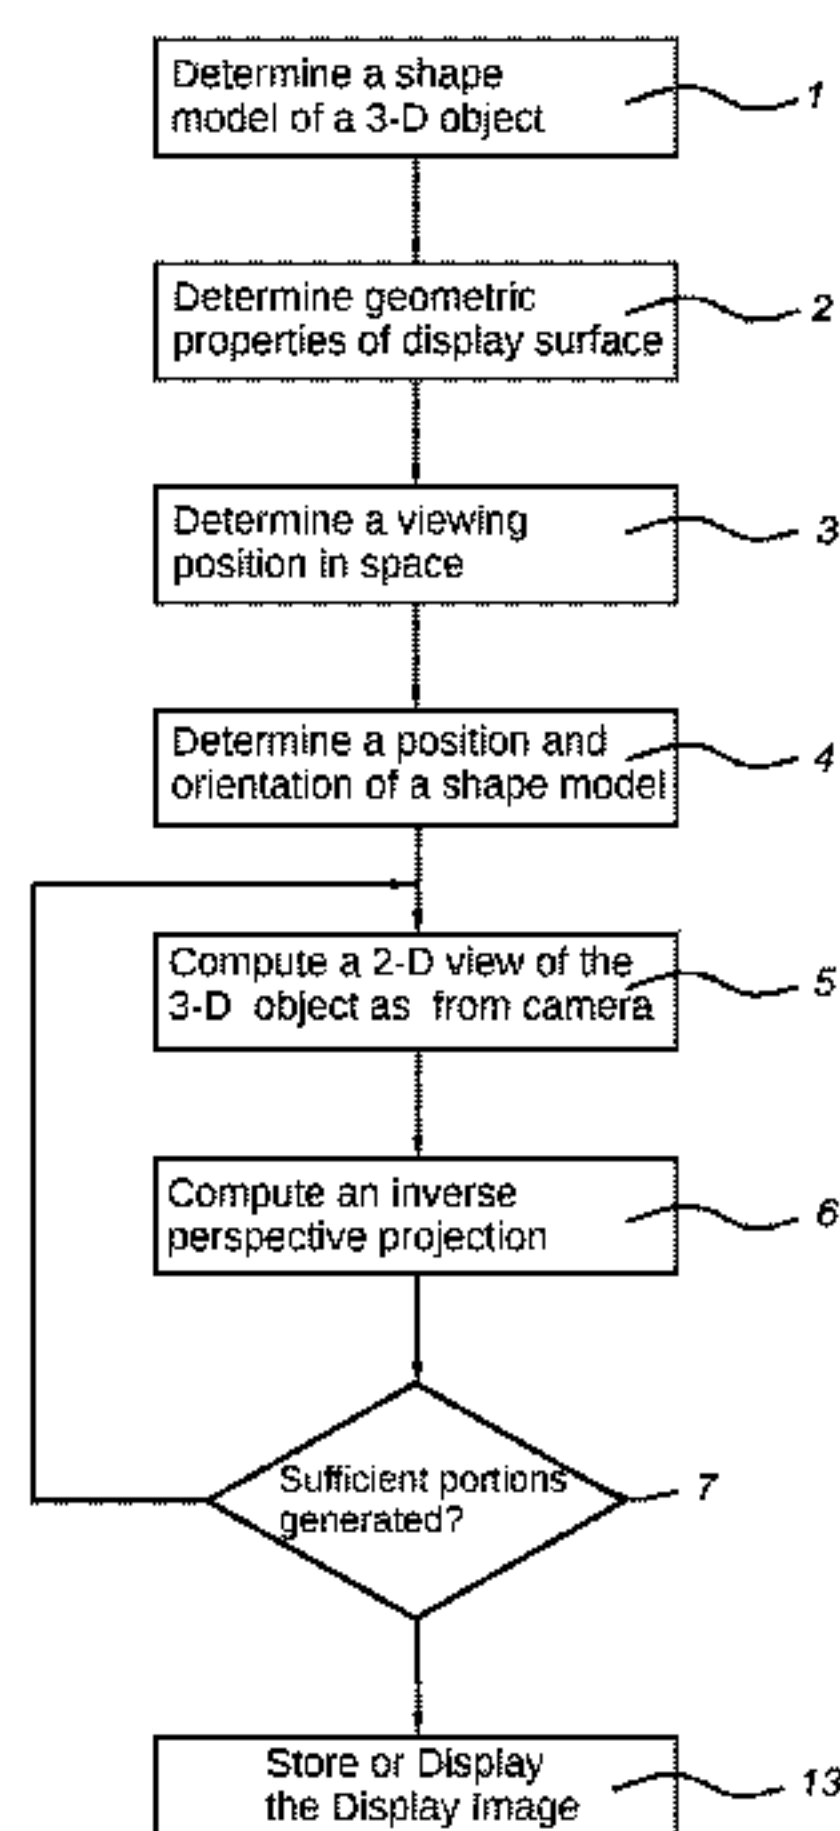 Determine a shape
model of a 3-D object
1
Determine geometric
properties of display surface
2
Determine a viewing
position in space
3
Determine a position and
orientation of a shape model
4
Compute a 2-D view of the
3-D object as from camera
5
Compute an inverse
perspective projection
6
Sufficient portions
generated?
7
Store or Display
the Display Image
13